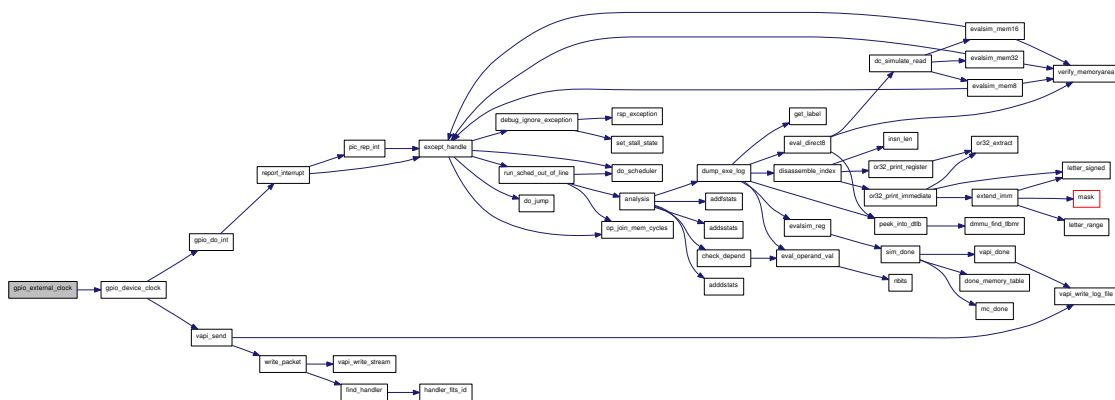 evalsim_mem16
evalsim_mem32
dc_simulate_read
verify_memoryarea
evalsim_mem8
get_label
rsp_exception
debug_ignore_exception
insn_len
eval_direct8
or32_extract
set_stall_state
pic_rep_int
except_handle
or32_print_register
letter_signed
report_interrupt
run_sched_out_of_line
do_scheduler
dump_exe_log
disassemble_index
or32_print_immediate
extend_imm
mask
do_jump
analysis
addfstats
peek_into_dtlb
dmmu_find_tlbmr
letter_range
op_join_mem_cycles
addsstats
evalsim_reg
gpio_do_int
check_depend
eval_operand_val
sim_done
vapi_done
adddstats
nbits
done_memory_table
gpio_external_clock
gpio_device_clock
vapi_write_log_file
mc_done
vapi_send
write_packet
vapi_write_stream
find_handler
handler_fits_id